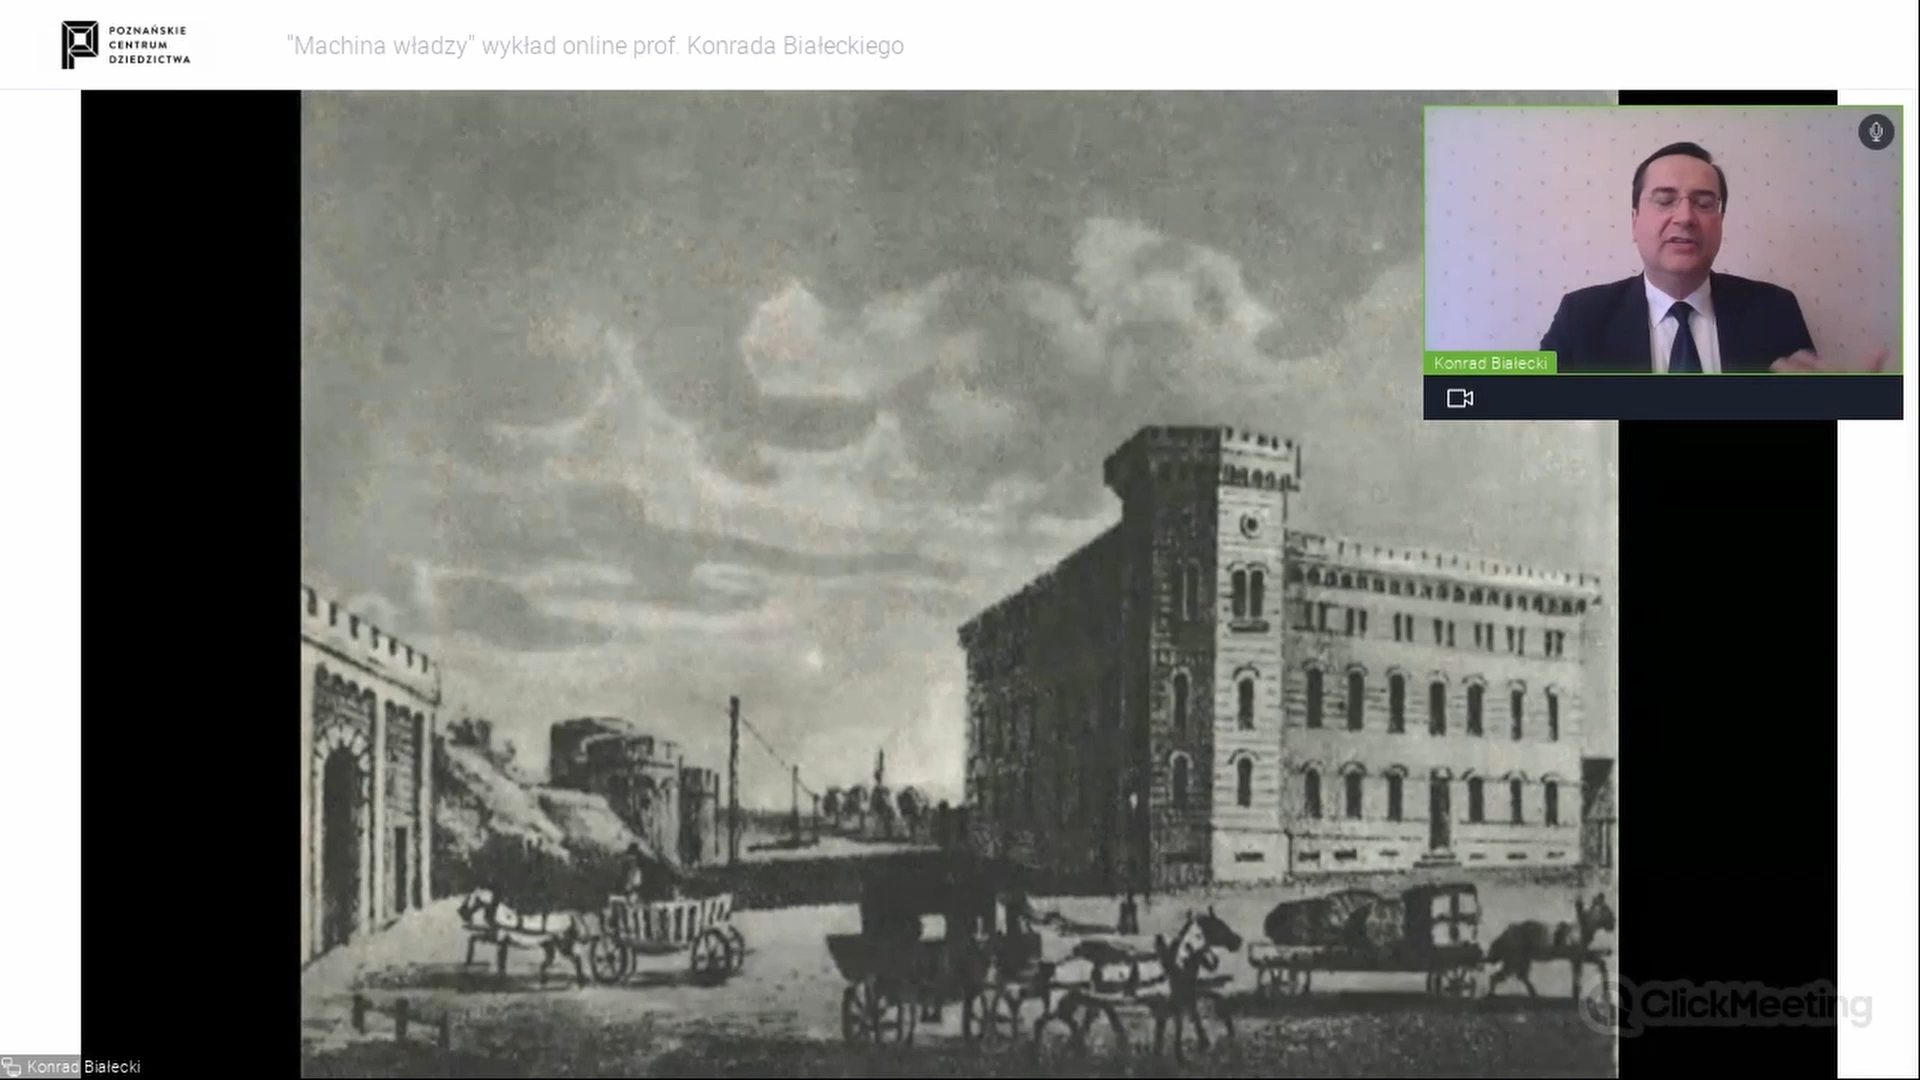 POZNAŃSKIE
CENTRUM
DZIEDZICTWA
"Machina władzy" wykład online prof. Konrada Białeckiego
Konrad Białecki
ClickMeeting
Konrad Białecki